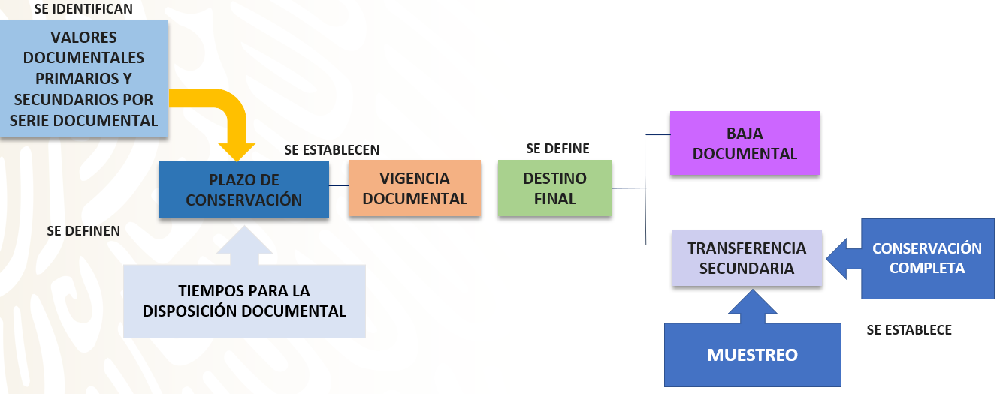 SE IDENTIFICAN
VALORES
DOCUMENTALES
PRIMARIOS Y
SECUNDARIOS POR
SERIE DOCUMENTAL
SE ESTABLECEN
PLAZO DE
CONSERVACIÓN
VIGENCIA
DOCUMENTAL
SE DEFINE
DESTINO
FINAL
BAJA
DOCUMENTAL
SE DEFINEN
TIEMPOS PARA LA
DISPOSICIÓN DOCUMENTAL
TRANSFERENCIA
SECUNDARIA
CONSERVACIÓN
COMPLETA
SE ESTABLECE
MUESTREO